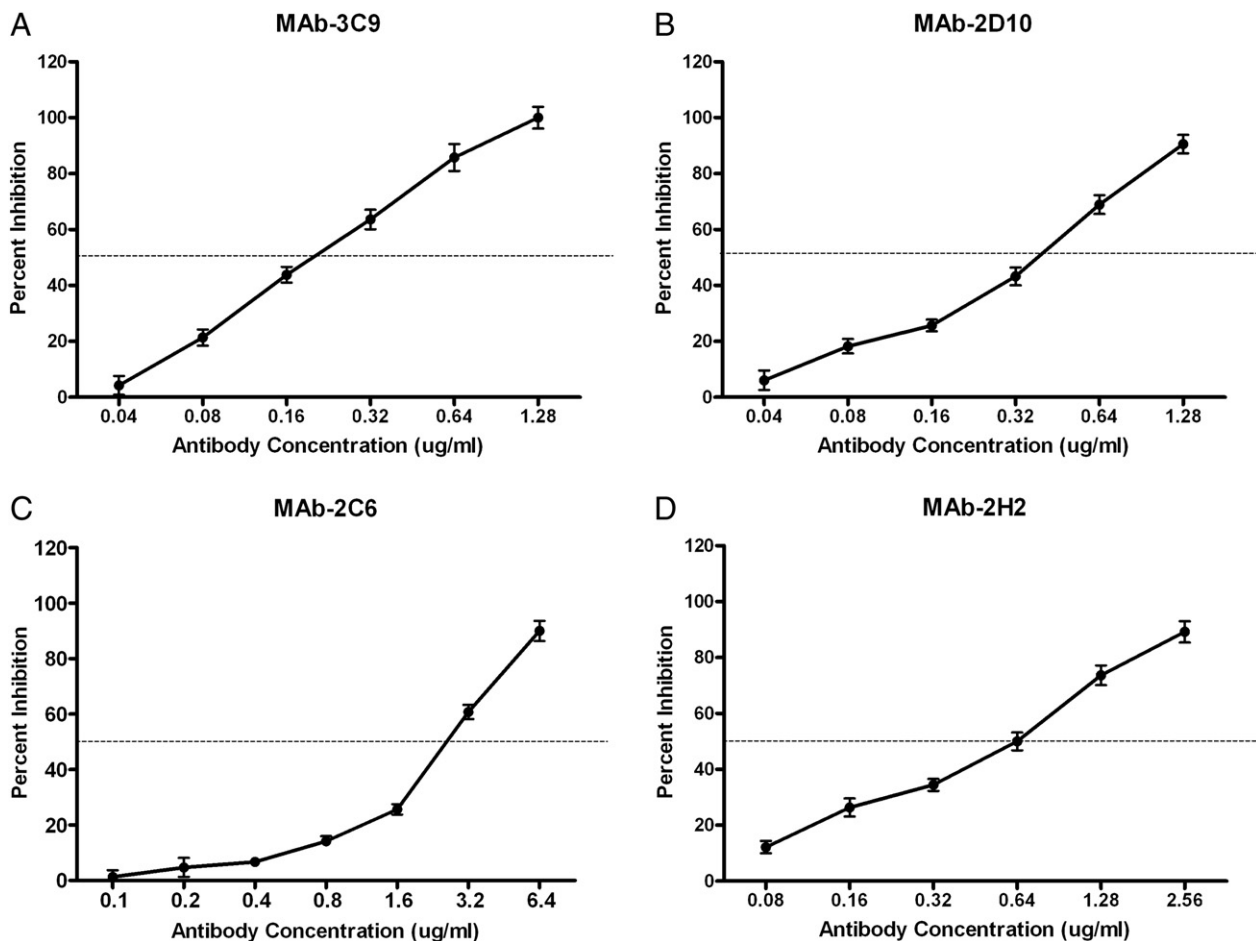 A
MAb-3C9
Percent Inhibition
120
100
80
60
40
20
0
0.04 0.08 0.16 0.32 0.64 1.28
Antibody Concentration (ug/ml)
B
MAb-2D10
Percent Inhibition
120
100
80
60
40
20
0
0.04 0.08 0.16 0.32 0.64 1.28
Antibody Concentration (ug/ml)
C
MAb-2C6
Percent Inhibition
120
100
80
60
40
20
0
0.1 0.2 0.4 0.8 1.6 3.2 6.4
Antibody Concentration (ug/ml)
D
MAb-2H2
Percent Inhibition
120
100
80
60
40
20
0
0.08 0.16 0.32 0.64 1.28 2.56
Antibody Concentration (ug/ml)